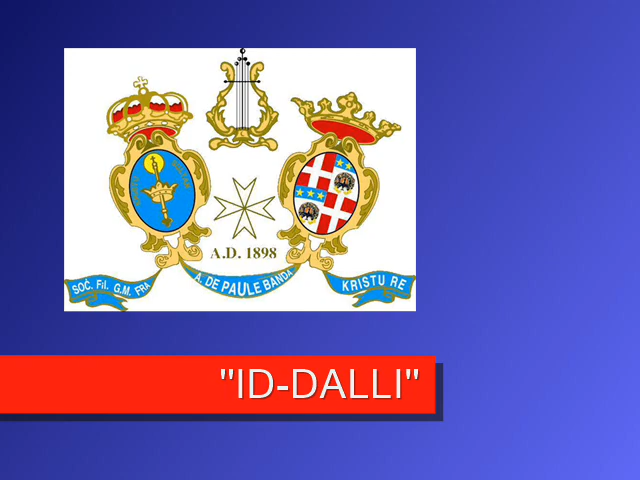 A.D. 1898
SOĊ. Fil. G.M. FRA A. DE PAULE BANDA KRISTU RE
"ID-DALLI"